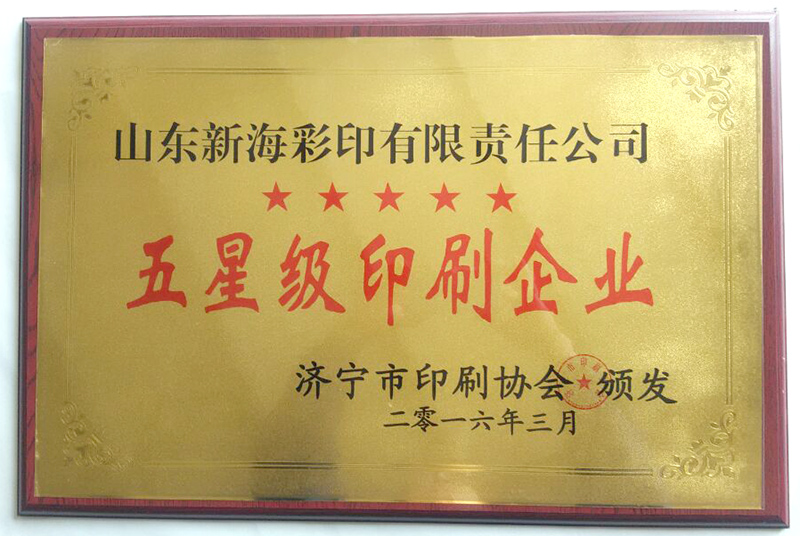 山东新海彩印有限责任公司
★★★★★
五星级印刷企业
济宁市印刷协会 颁发
二零一六年三月